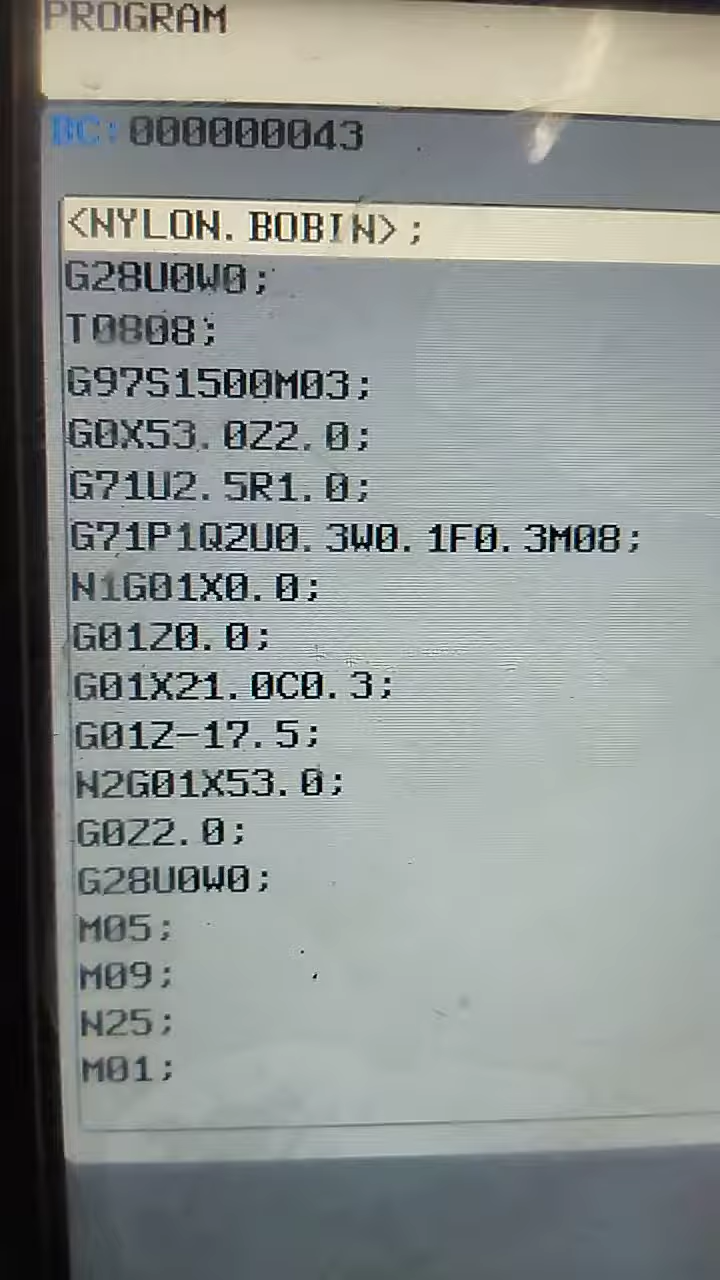 PROGRAM
BC:000000043
<NYLON.BOBIN>;
G28U0W0;
T0808;
G97S1500M03;
G0X53.0Z2.0;
G71U2.5R1.0;
G71P1Q2U0.3W0.1F0.3M08;
N1G01X0.0;
G01Z0.0;
G01X21.0C0.3;
G01Z-17.5;
N2G01X53.0;
G0Z2.0;
G28U0W0;
M05;
M09;
N25;
M01;